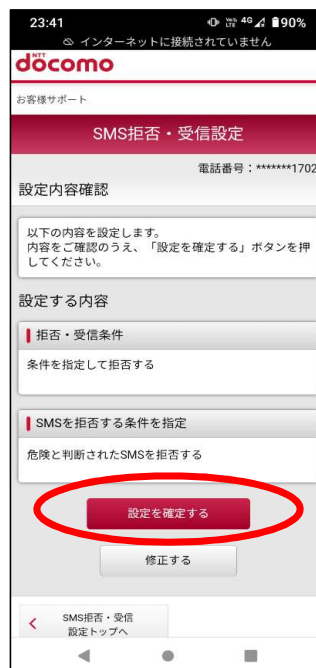 23:41
VoLTE 4G 90%
インターネットに接続されていません
NTT
döcomo
お客様サポート
SMS拒否・受信設定
電話番号：*******1702
設定内容確認
以下の内容を設定します。
内容をご確認のうえ、「設定を確定する」ボタンを押
してください。
設定する内容
拒否・受信条件
条件を指定して拒否する
SMSを拒否する条件を指定
危険と判断されたSMSを拒否する
設定を確定する
修正する
SMS拒否・受信
設定トップへ